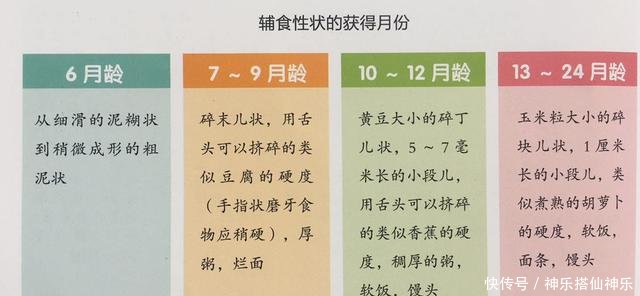 辅食性状的获得月份
6 月龄
从细滑的泥糊状
到稍微成形的粗
泥状
7 ~ 9 月龄
碎末儿状，用舌
头可以挤碎的类
似豆腐的硬度
（手指状磨牙食
物应稍硬），厚
粥，烂面
10 ~ 12 月龄
黄豆大小的碎丁
儿状，5 ~ 7 毫
米长的小段儿，
用舌头可以挤碎
的类似香蕉的硬
度，稠厚的粥，
软饭，馒头
13 ~ 24 月龄
玉米粒大小的碎
块儿状，1 厘米
长的小段儿，类
似煮熟的胡萝卜
的硬度，软饭，
面条，馒头
快传号 / 神乐搭仙神乐